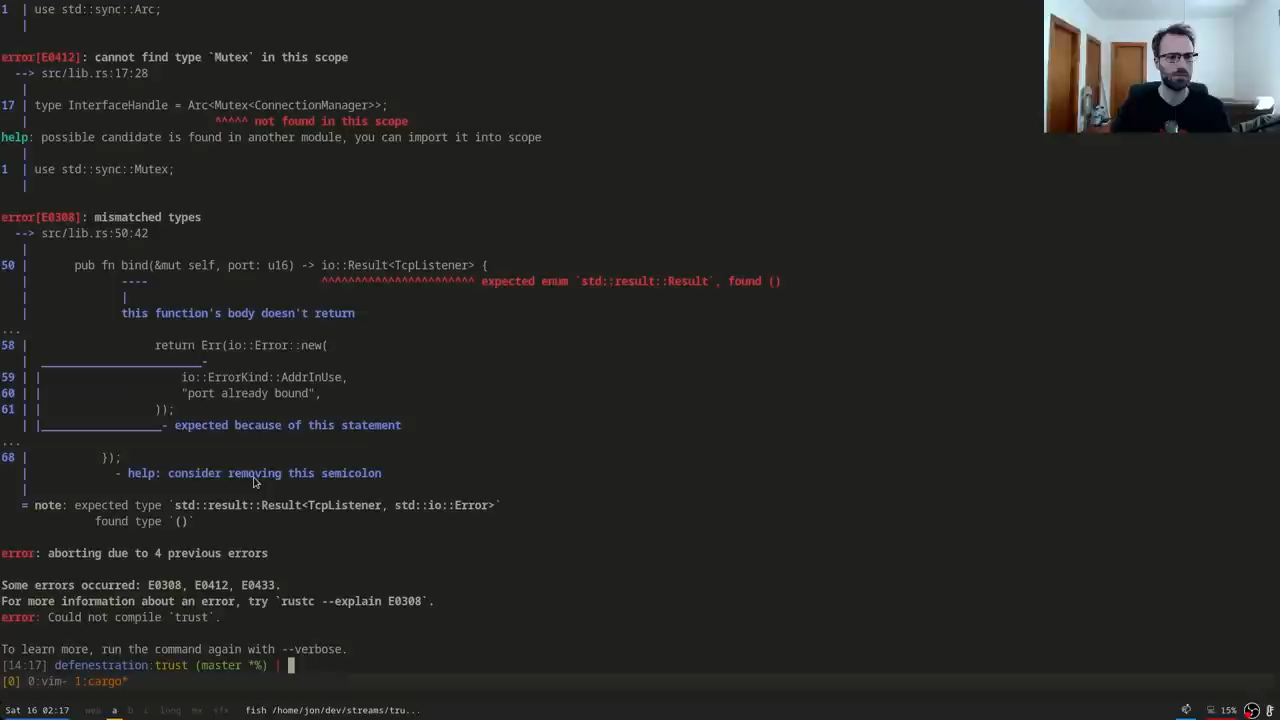 1 | use std::sync::Arc;
|
error[E0412]: cannot find type `Mutex` in this scope
--> src/lib.rs:17:28
|
17 | type InterfaceHandle = Arc<Mutex<ConnectionManager>>;
| ^^^^^ not found in this scope
help: possible candidate is found in another module, you can import it into scope
|
1 | use std::sync::Mutex;
|
error[E0308]: mismatched types
--> src/lib.rs:50:42
|
50 | pub fn bind(&mut self, port: u16) -> io::Result<TcpListener> {
| ---- ^^^^^^^^^^^^^^^^^^^^^^^ expected enum `std::result::Result`, found ()
| |
| this function's body doesn't return
...
58 | return Err(io::Error::new(
| _________________________-
59 | | io::ErrorKind::AddrInUse,
60 | | "port already bound",
61 | | ));
| |__________________- expected because of this statement
...
68 | });
| - help: consider removing this semicolon
|
= note: expected type `std::result::Result<TcpListener, std::io::Error>`
found type `()`
error: aborting due to 4 previous errors
Some errors occurred: E0308, E0412, E0433.
For more information about an error, try `rustc --explain E0308`.
error: Could not compile `trust`.
To learn more, run the command again with --verbose.
[14:17] defenestration:trust (master *%) |
[0] 0:vim- 1:cargo*
Sat 16 02:17 web a b c long mx sfx fish /home/jon/dev/streams/tru... 15%